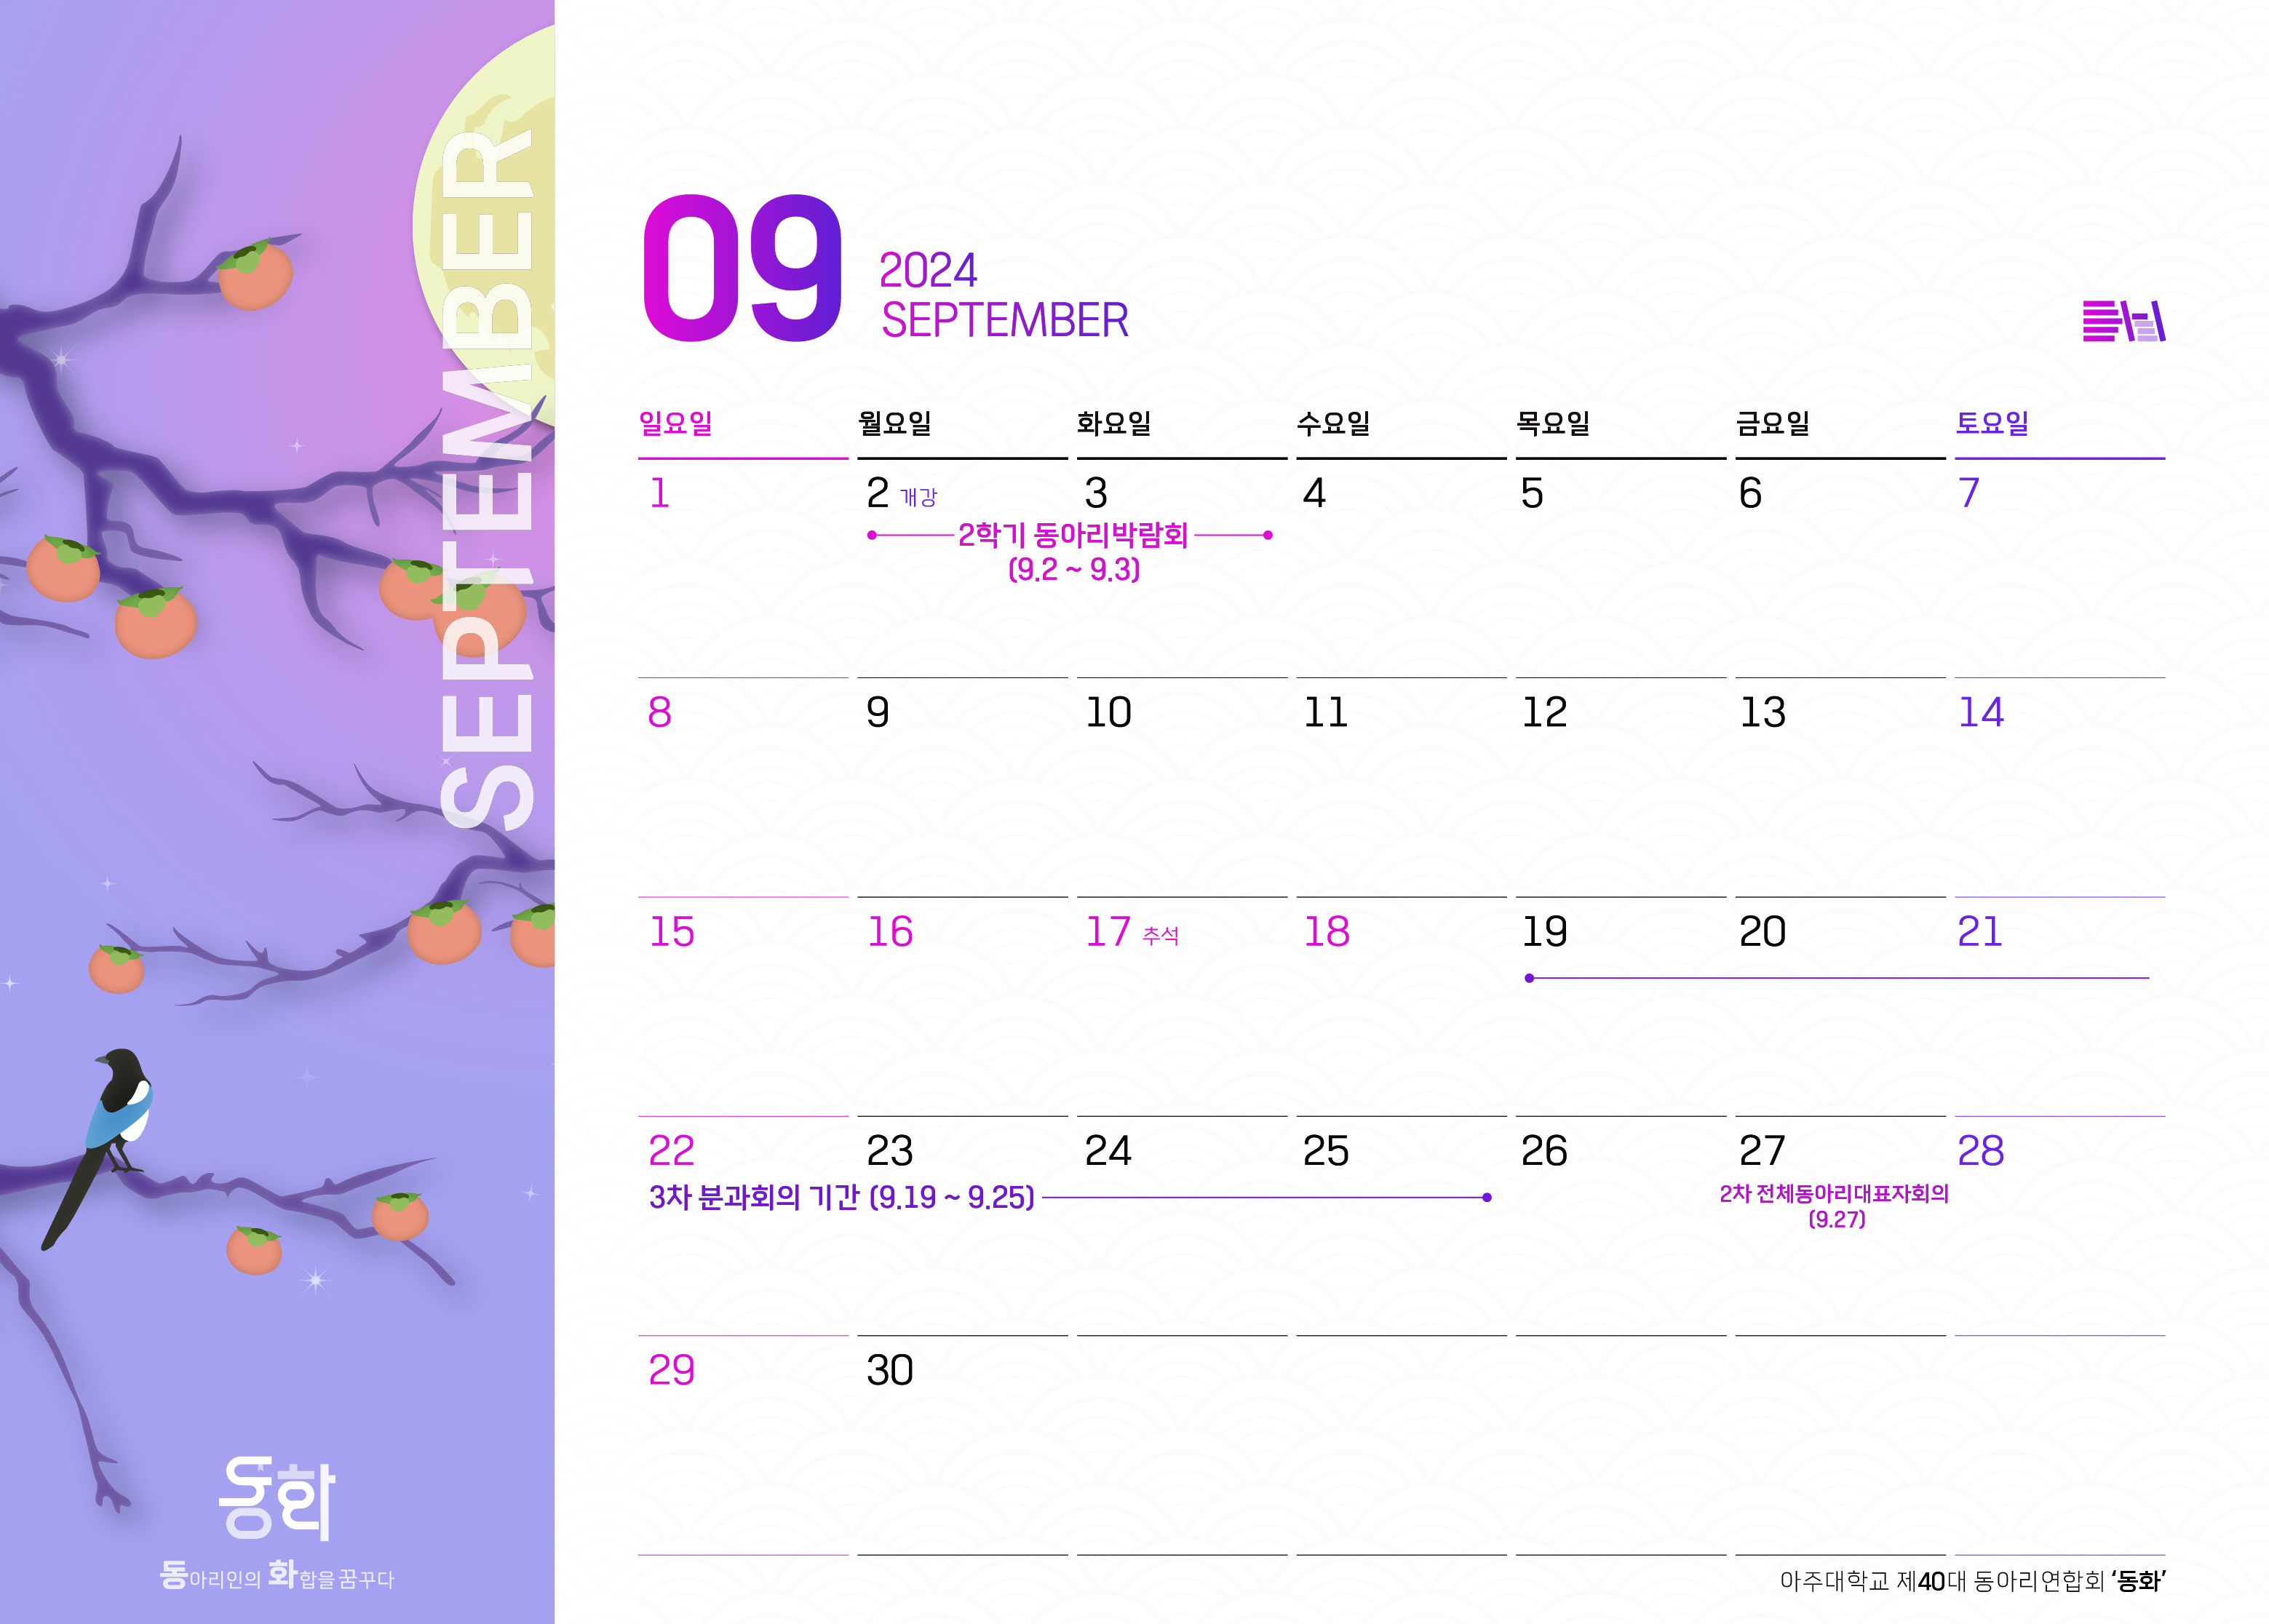 SEPTEMBER
동화
동아리인의 화합을 꿈꾸다
09
2024
SEPTEMBER
일요일 월요일 화요일 수요일 목요일 금요일 토요일
1 2 개강 3 4 5 6 7
2학기 동아리박람회
(9.2 ~ 9.3)
8 9 10 11 12 13 14
15 16 17 추석 18 19 20 21
22 23 24 25 26 27 28
3차 분과회의 기간 (9.19 ~ 9.25)
2차 전체동아리대표자회의
(9.27)
29 30
아주대학교 제40대 동아리연합회 ‘동화’